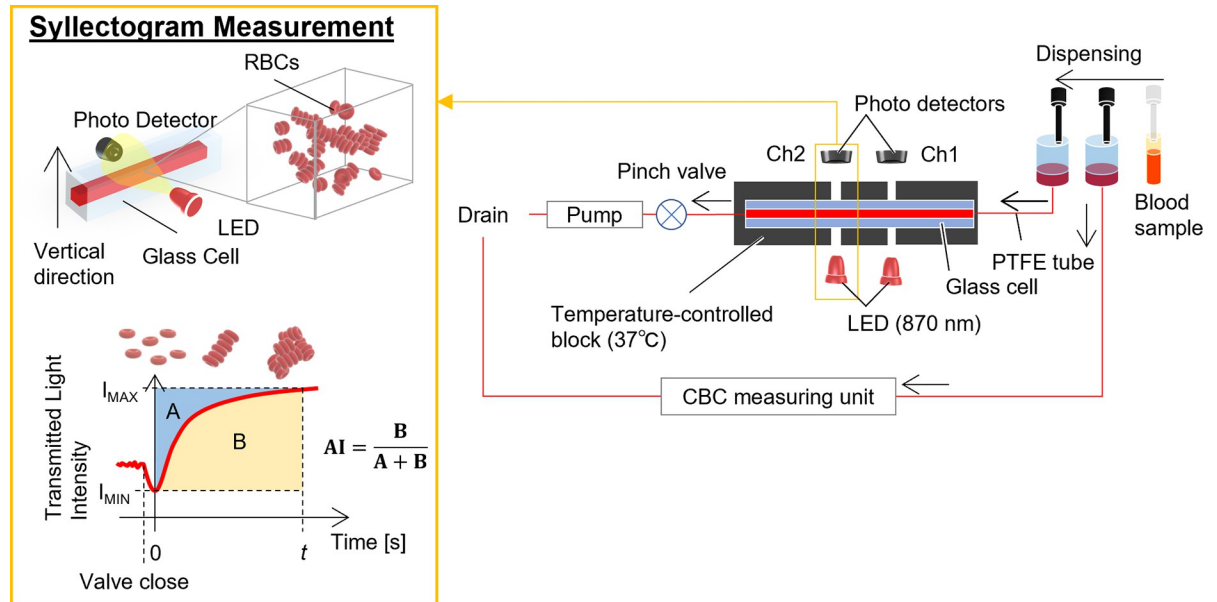 Syllectogram Measurement
RBCs
Photo Detector
LED
Glass Cell
Vertical
direction
Transmitted Light
Intensity
I_MAX
I_MIN
A
B
AI = B / (A + B)
0
t
Time [s]
Valve close
Dispensing
Photo detectors
Ch2
Ch1
Pinch valve
Drain
Pump
Blood
sample
PTFE tube
Glass cell
Temperature-controlled
block (37℃)
LED (870 nm)
CBC measuring unit